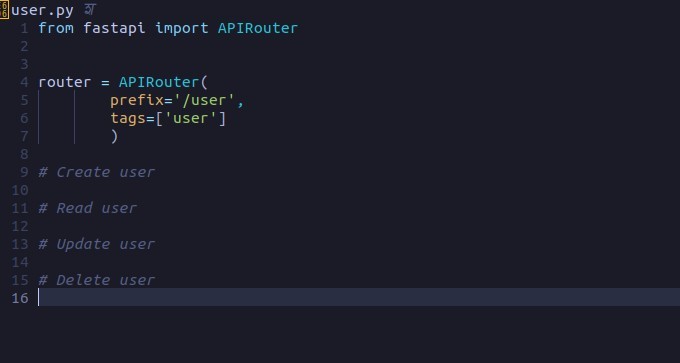 user.py
1 from fastapi import APIRouter
2
3
4 router = APIRouter(
5         prefix='/user',
6         tags=['user']
7         )
8
9 # Create user
10
11 # Read user
12
13 # Update user
14
15 # Delete user
16